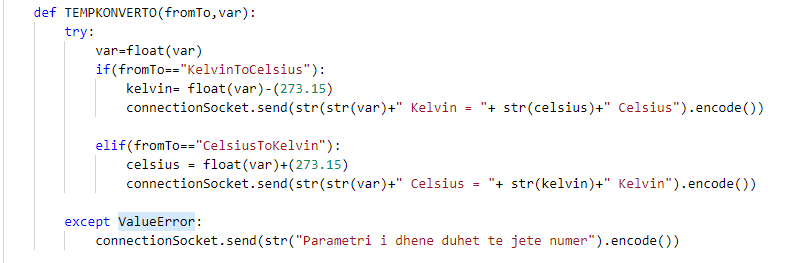 def TEMPKONVERTO(fromTo,var):
    try:
        var=float(var)
        if(fromTo=="KelvinToCelsius"):
            kelvin= float(var)-(273.15)
            connectionSocket.send(str(str(var)+" Kelvin = "+ str(celsius)+" Celsius").encode())
        elif(fromTo=="CelsiusToKelvin"):
            celsius = float(var)+(273.15)
            connectionSocket.send(str(str(var)+" Celsius = "+ str(kelvin)+" Kelvin").encode())
    except ValueError:
        connectionSocket.send(str("Parametri i dhene duhet te jete numer").encode())